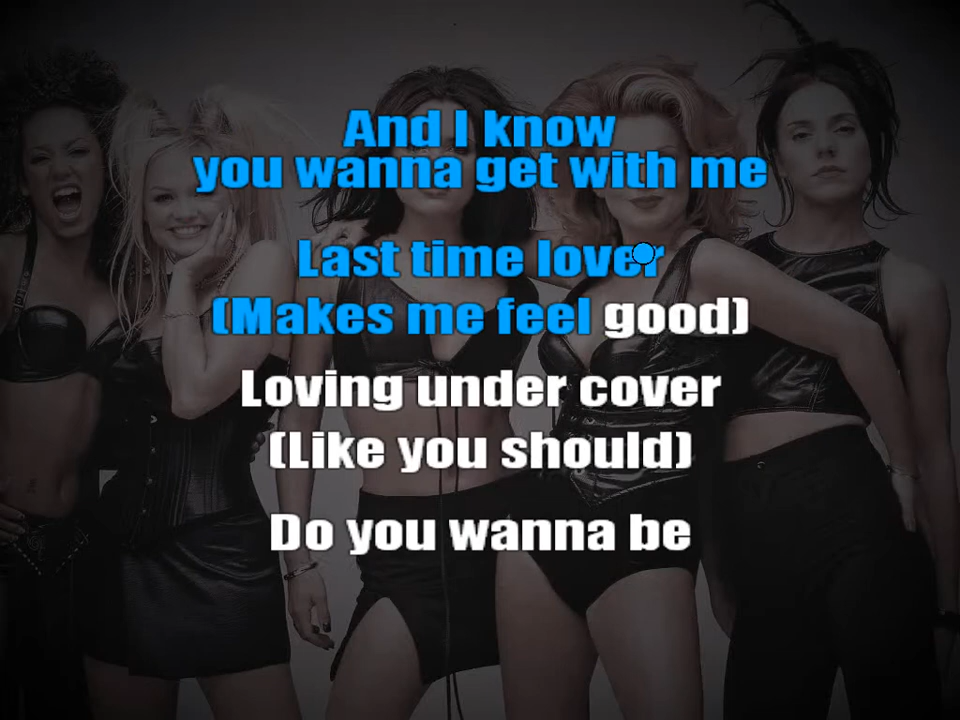 And I know
you wanna get with me
Last time lover
(Makes me feel good)
Loving under cover
(Like you should)
Do you wanna be